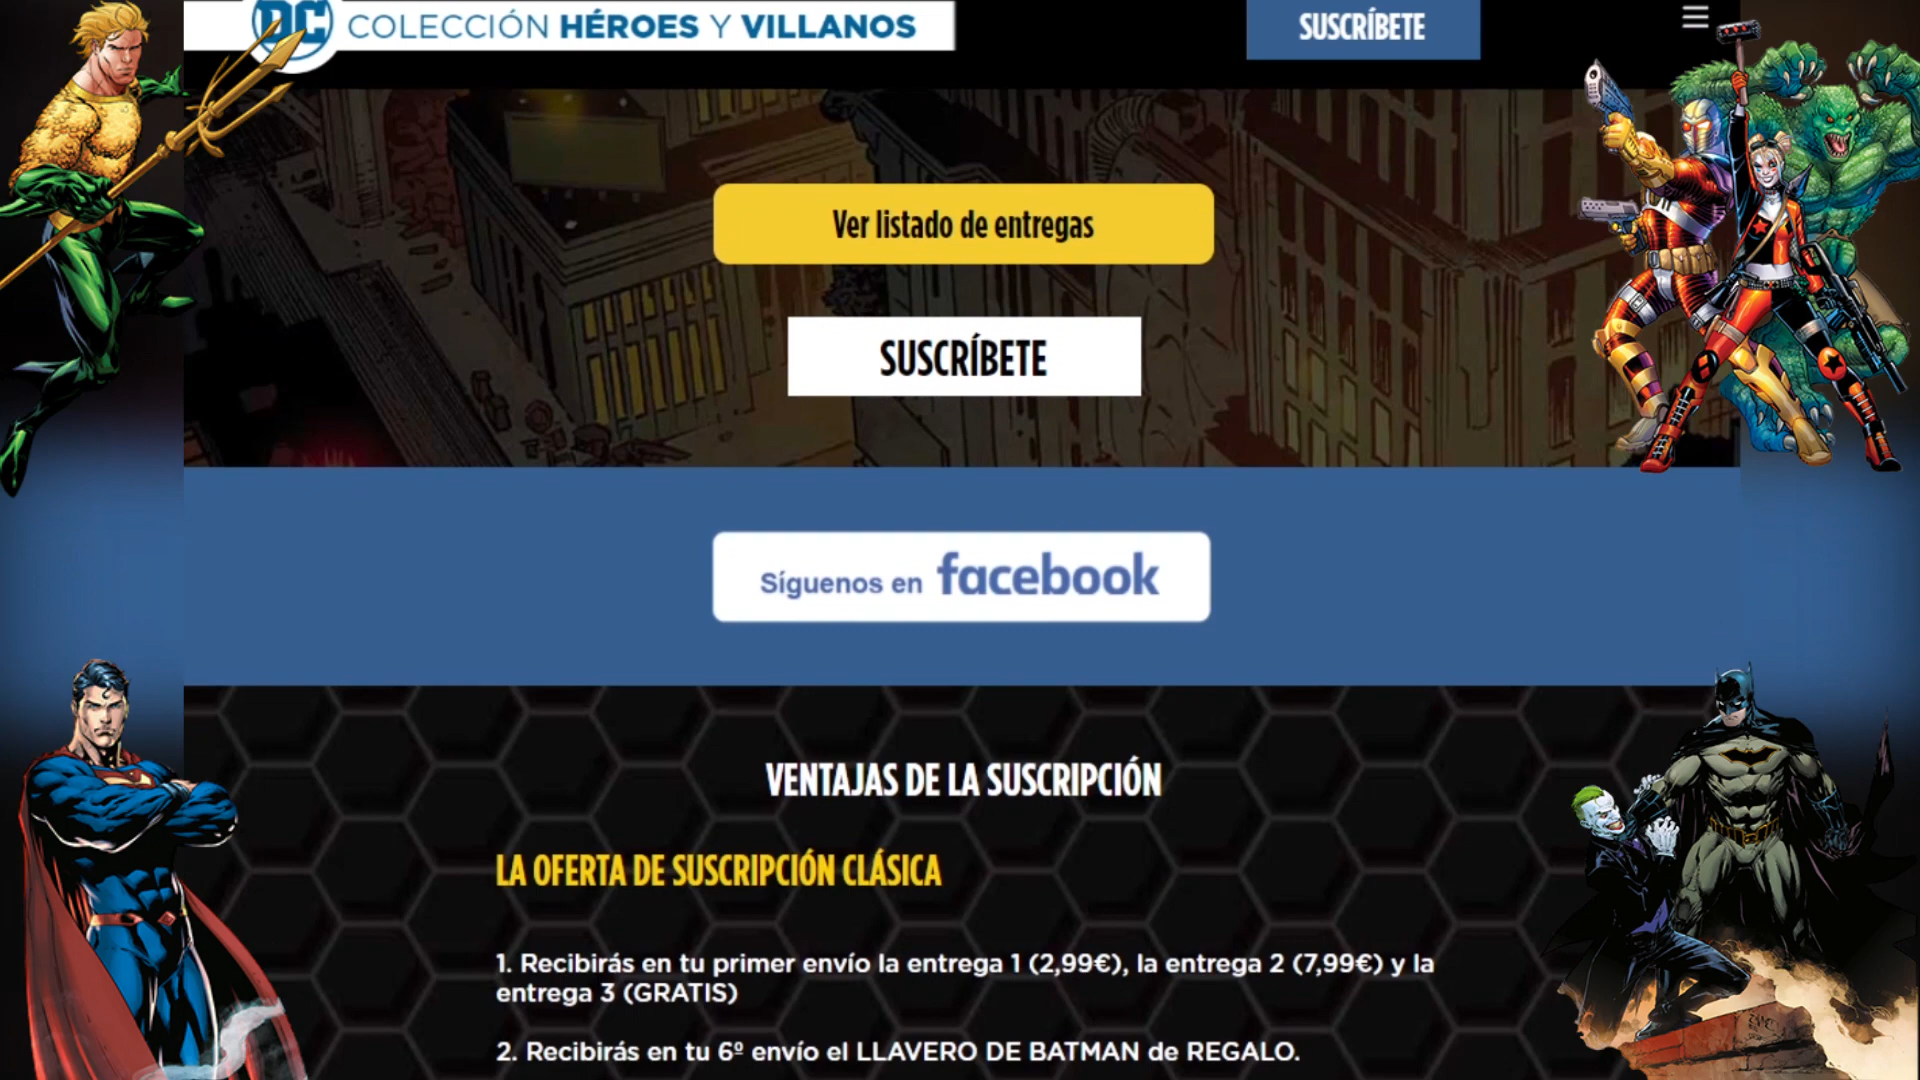 DC COLECCIÓN HÉROES Y VILLANOS
SUSCRÍBETE
Ver listado de entregas
SUSCRÍBETE
Síguenos en facebook
VENTAJAS DE LA SUSCRIPCIÓN
LA OFERTA DE SUSCRIPCIÓN CLÁSICA
1. Recibirás en tu primer envío la entrega 1 (2,99€), la entrega 2 (7,99€) y la
entrega 3 (GRATIS)
2. Recibirás en tu 6º envío el LLAVERO DE BATMAN de REGALO.